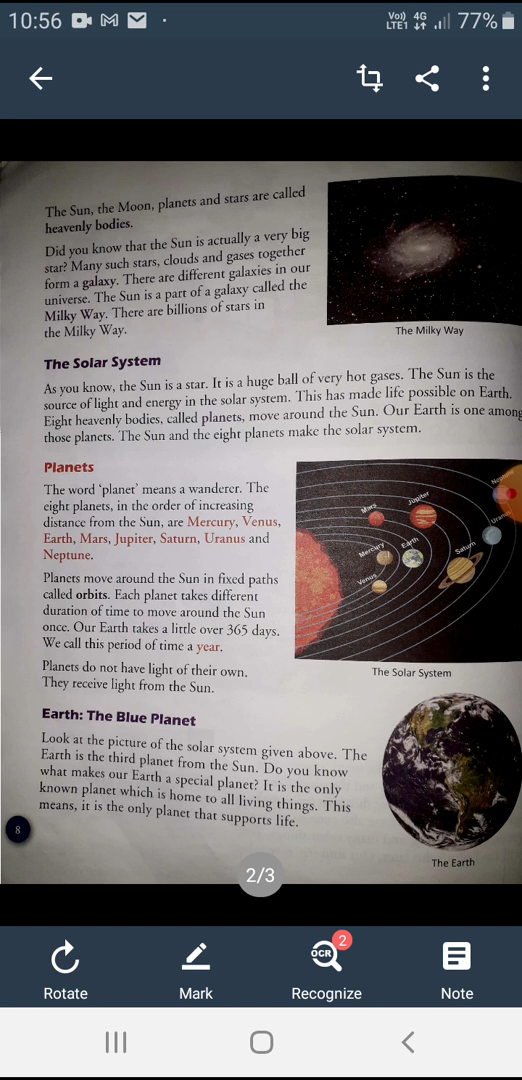 10:56
Vo)) 4G
LTE1
77%
The Sun, the Moon, planets and stars are called
heavenly bodies.
Did you know that the Sun is actually a very big
star? Many such stars, clouds and gases together
form a galaxy. There are different galaxies in our
universe. The Sun is a part of a galaxy called the
Milky Way. There are billions of stars in
the Milky Way.
The Milky Way
The Solar System
As you know, the Sun is a star. It is a huge ball of very hot gases. The Sun is the
source of light and energy in the solar system. This has made life possible on Earth.
Eight heavenly bodies, called planets, move around the Sun. Our Earth is one among
those planets. The Sun and the eight planets make the solar system.
Planets
The word ‘planet’ means a wanderer. The
eight planets, in the order of increasing
distance from the Sun, are Mercury, Venus,
Earth, Mars, Jupiter, Saturn, Uranus and
Neptune.
Planets move around the Sun in fixed paths
called orbits. Each planet takes different
duration of time to move around the Sun
once. Our Earth takes a little over 365 days.
We call this period of time a year.
Planets do not have light of their own.
They receive light from the Sun.
Mars
Jupiter
Mercury
Earth
Venus
Saturn
The Solar System
Earth: The Blue Planet
Look at the picture of the solar system given above. The
Earth is the third planet from the Sun. Do you know
what makes our Earth a special planet? It is the only
known planet which is home to all living things. This
means, it is the only planet that supports life.
8
The Earth
2/3
OCR
2
Rotate
Mark
Recognize
Note